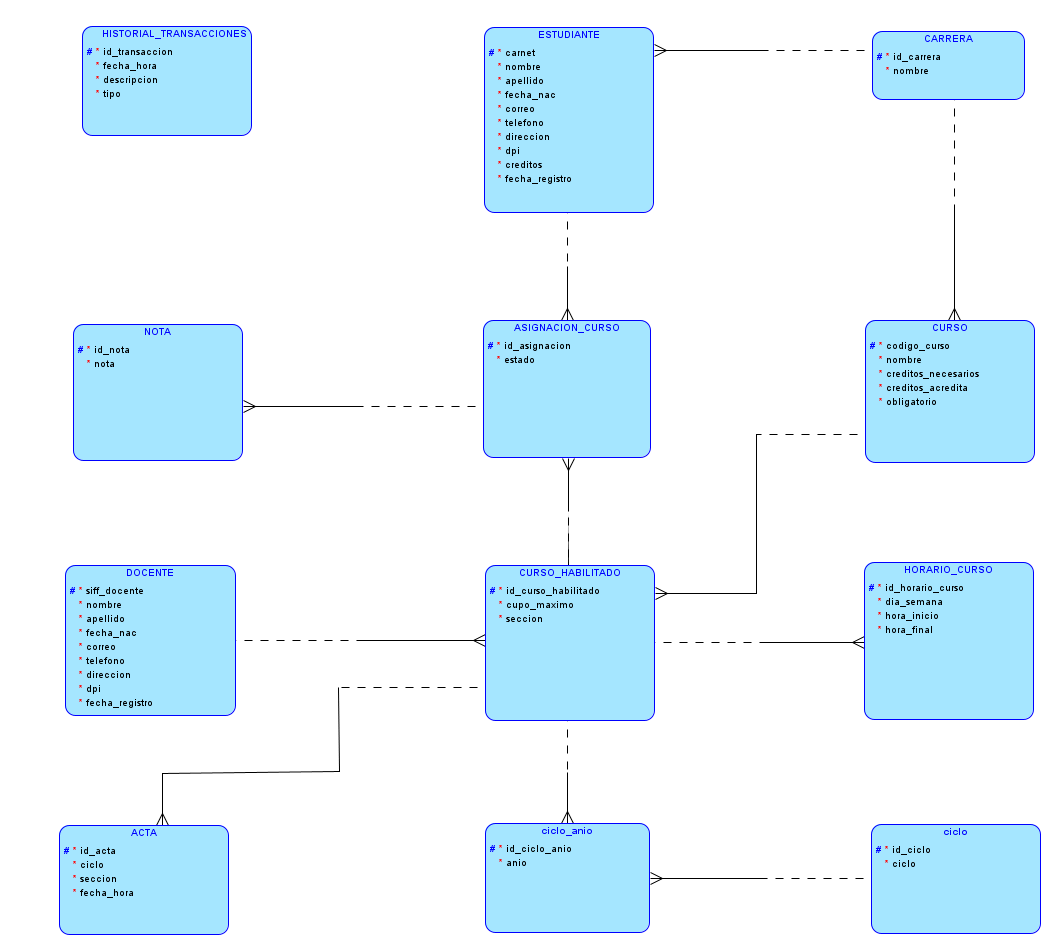 HISTORIAL_TRANSACCIONES
# * id_transaccion
* fecha_hora
* descripcion
* tipo
ESTUDIANTE
# * carnet
* nombre
* apellido
* fecha_nac
* correo
* telefono
* direccion
* dpi
* creditos
* fecha_registro
CARRERA
# * id_carrera
* nombre
NOTA
# * id_nota
* nota
ASIGNACION_CURSO
# * id_asignacion
* estado
CURSO
# * codigo_curso
* nombre
* creditos_necesarios
* creditos_acredita
* obligatorio
DOCENTE
# * siff_docente
* nombre
* apellido
* fecha_nac
* correo
* telefono
* direccion
* dpi
* fecha_registro
CURSO_HABILITADO
# * id_curso_habilitado
* cupo_maximo
* seccion
HORARIO_CURSO
# * id_horario_curso
* dia_semana
* hora_inicio
* hora_final
ACTA
# * id_acta
* ciclo
* seccion
* fecha_hora
ciclo_anio
# * id_ciclo_anio
* anio
ciclo
# * id_ciclo
* ciclo